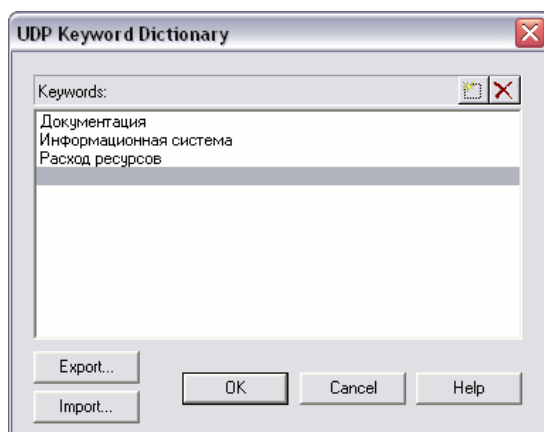 UDP Keyword Dictionary
Keywords:
Документация
Информационная система
Расход ресурсов
Export...
OK
Cancel
Help
Import...